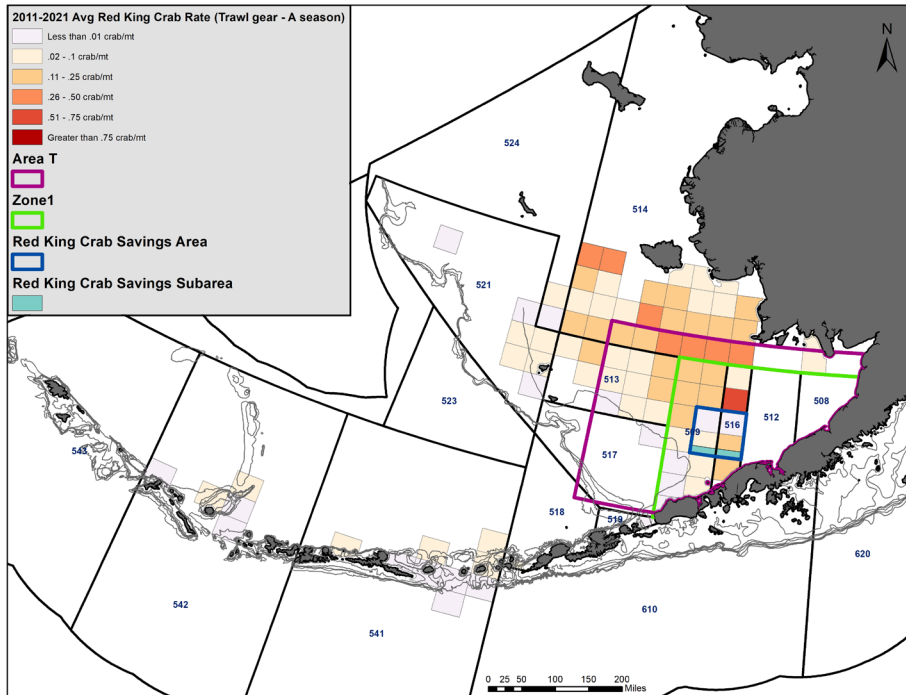 2011-2021 Avg Red King Crab Rate (Trawl gear - A season)
Less than .01 crab/mt
.02 - .1 crab/mt
.11 - .25 crab/mt
.26 - .50 crab/mt
.51 - .75 crab/mt
Greater than .75 crab/mt
Area T
Zone1
Red King Crab Savings Area
Red King Crab Savings Subarea
N
524
514
521
513
508
512
516
509
523
517
543
518
519
620
542
541
610
0 25 50 100 150 200
Miles